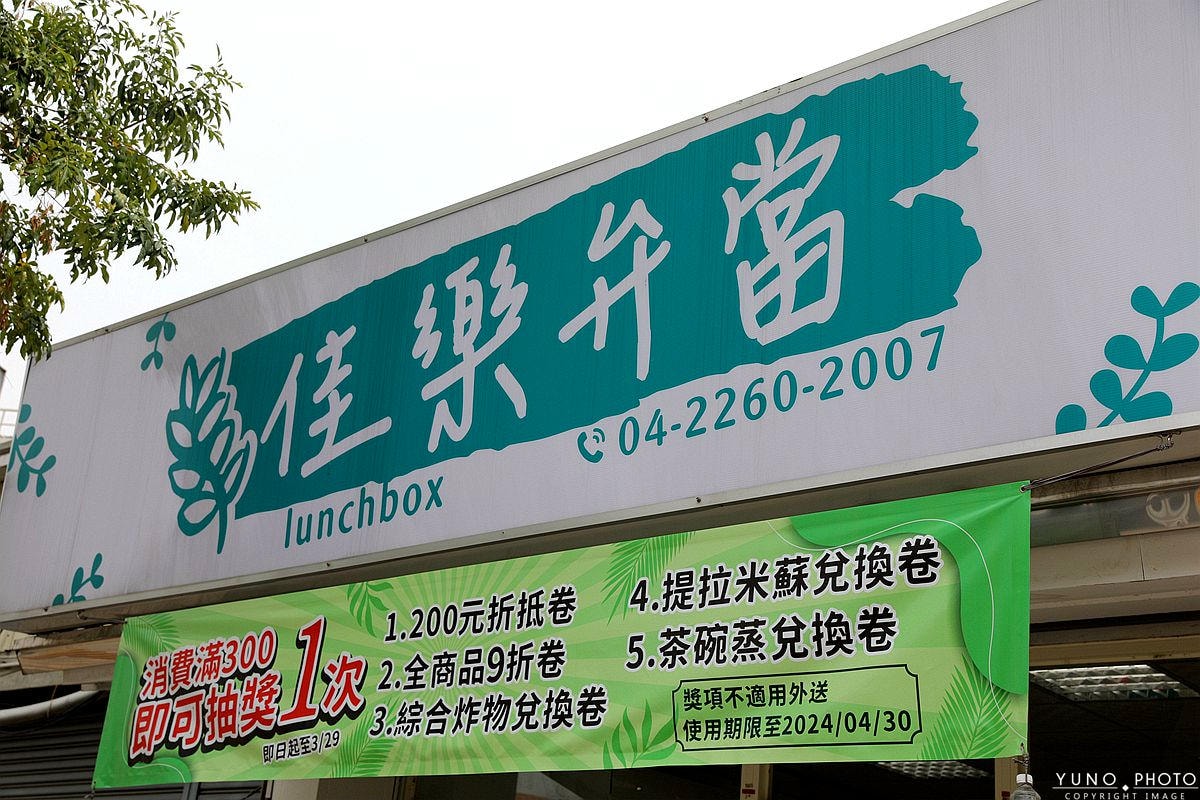 佳樂弁當
lunchbox
04-2260-2007
消費滿300
即可抽獎1次
即日起至3/29
1.200元折抵卷
2.全商品9折卷
3.綜合炸物兌換卷
4.提拉米蘇兌換卷
5.茶碗蒸兌換卷
獎項不適用外送
使用期限至2024/04/30
YUNO PHOTO
COPYRIGHT IMAGE